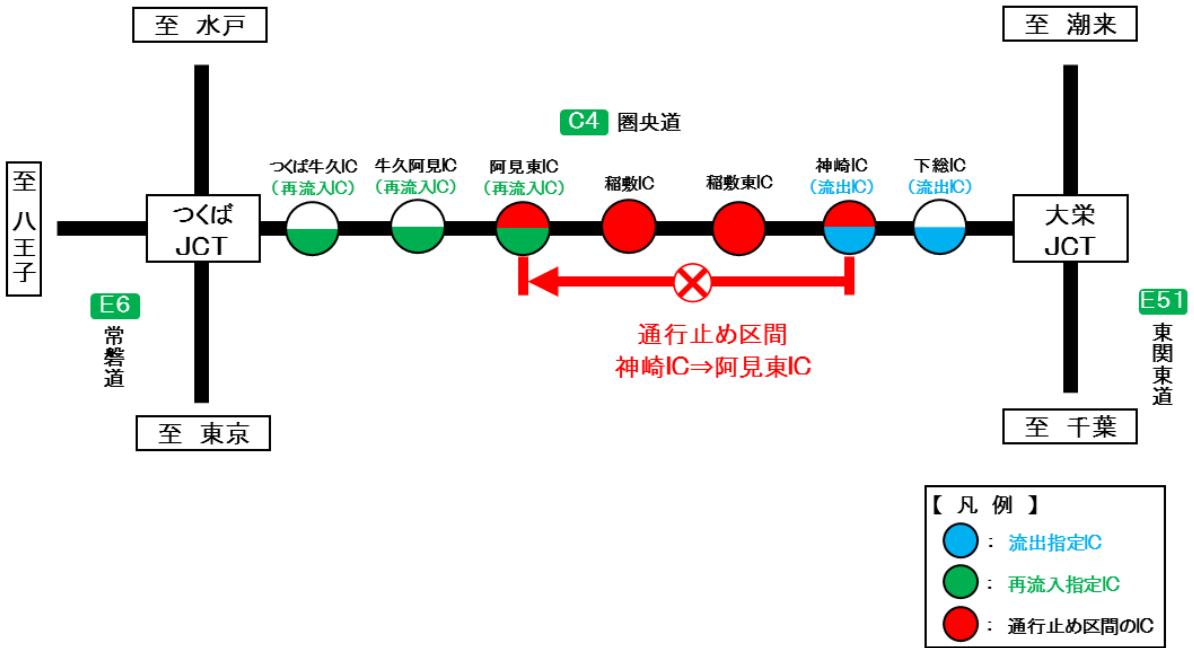 至 水戸
至 潮来
C4 圏央道
つくば牛久IC
(再流入IC)
牛久阿見IC
(再流入IC)
阿見東IC
(再流入IC)
稲敷IC
稲敷東IC
神崎IC
(流出IC)
下総IC
(流出IC)
至八王子
つくば
JCT
大栄
JCT
E6
常磐道
E51
東関東道
通行止め区間
神崎IC⇒阿見東IC
至 東京
至 千葉
【 凡 例 】
: 流出指定IC
: 再流入指定IC
: 通行止め区間のIC